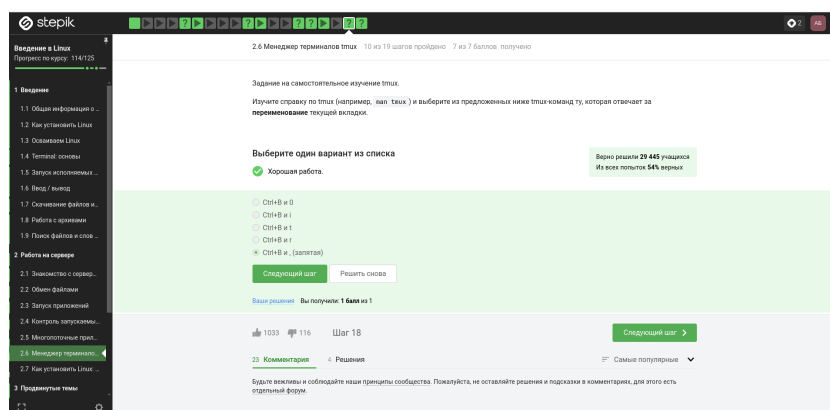 stepik
2
АБ
Введение в Linux
Прогресс по курсу: 114/125
1 Введение
1.1 Общая информация о ...
1.2 Как установить Linux
1.3 Осваиваем Linux
1.4 Terminal: основы
1.5 Запуск исполняемых ...
1.6 Ввод / вывод
1.7 Скачивание файлов и...
1.8 Работа с архивами
1.9 Поиск файлов и слов ...
2 Работа на сервере
2.1 Знакомство с сервер...
2.2 Обмен файлами
2.3 Запуск приложений
2.4 Контроль запускаемы...
2.5 Многопоточные прил...
2.6 Менеджер терминало...
2.7 Как установить Linux: ...
3 Продвинутые темы
2.6 Менеджер терминалов tmux 10 из 19 шагов пройдено 7 из 7 баллов получено
Задание на самостоятельное изучение tmux.
Изучите справку по tmux (например, man tmux ) и выберите из предложенных ниже tmux-команд ту, которая отвечает за
переименование текущей вкладки.
Выберите один вариант из списка
Хорошая работа.
Верно решили 29 445 учащихся
Из всех попыток 54% верных
Ctrl+B и 0
Ctrl+B и i
Ctrl+B и t
Ctrl+B и r
Ctrl+B и , (запятая)
Следующий шаг Решить снова
Ваши решения Вы получили: 1 балл из 1
1033 116 Шаг 18 Следующий шаг
23 Комментария 4 Решения Самые популярные
Будьте вежливы и соблюдайте наши принципы сообщества. Пожалуйста, не оставляйте решения и подсказки в комментариях, для этого есть
отдельный форум.